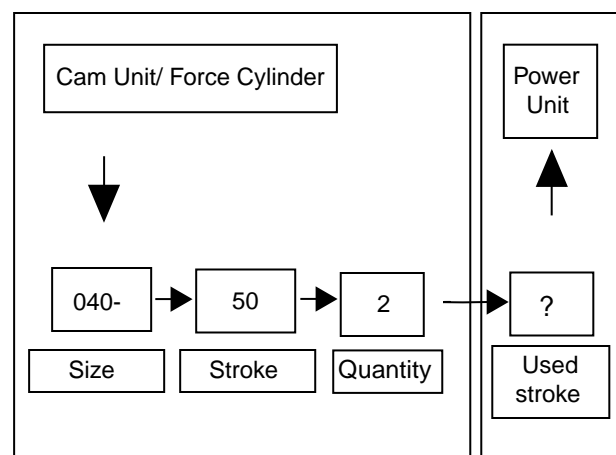 Cam Unit/ Force Cylinder
Power
Unit
040-
50
2
?
Size
Stroke
Quantity
Used
stroke